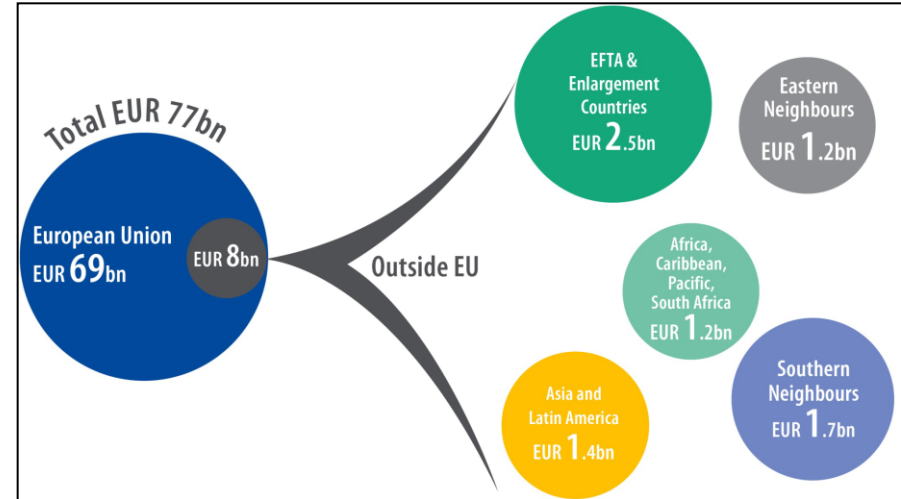 Total EUR 77bn
European Union
EUR 69bn
EUR 8bn
Outside EU
EFTA &
Enlargement
Countries
EUR 2.5bn
Eastern
Neighbours
EUR 1.2bn
Africa,
Caribbean,
Pacific,
South Africa
EUR 1.2bn
Asia and
Latin America
EUR 1.4bn
Southern
Neighbours
EUR 1.7bn